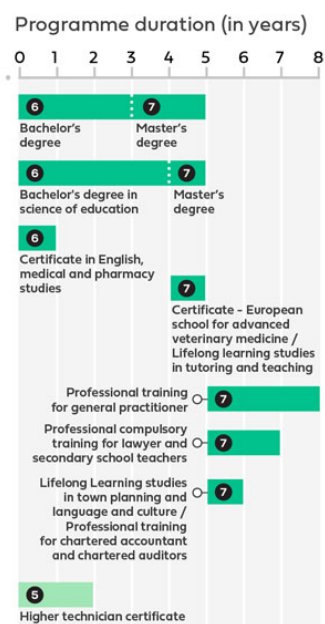 Programme duration (in years)
0 1 2 3 4 5 6 7 8
6 7
Bachelor's
degree
Master's
degree
6 7
Bachelor's degree in
science of education
Master's
degree
6
Certificate in English,
medical and pharmacy
studies
7
Certificate - European
school for advanced
veterinary medicine /
Lifelong learning studies
in tutoring and teaching
Professional training
for general practitioner
7
Professional compulsory
training for lawyer and
secondary school teachers
7
Lifelong Learning studies
in town planning and
language and culture /
Professional training
for chartered accountant
and chartered auditors
7
5
Higher technician certificate